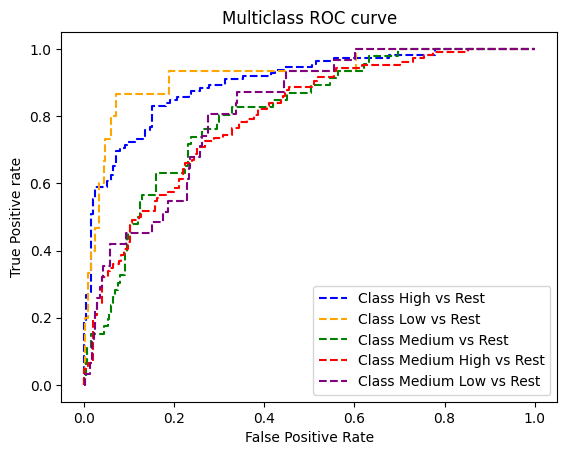 Multiclass ROC curve
True Positive rate
1.0
0.8
0.6
0.4
0.2
0.0
Class High vs Rest
Class Low vs Rest
Class Medium vs Rest
Class Medium High vs Rest
Class Medium Low vs Rest
0.0 0.2 0.4 0.6 0.8 1.0
False Positive Rate